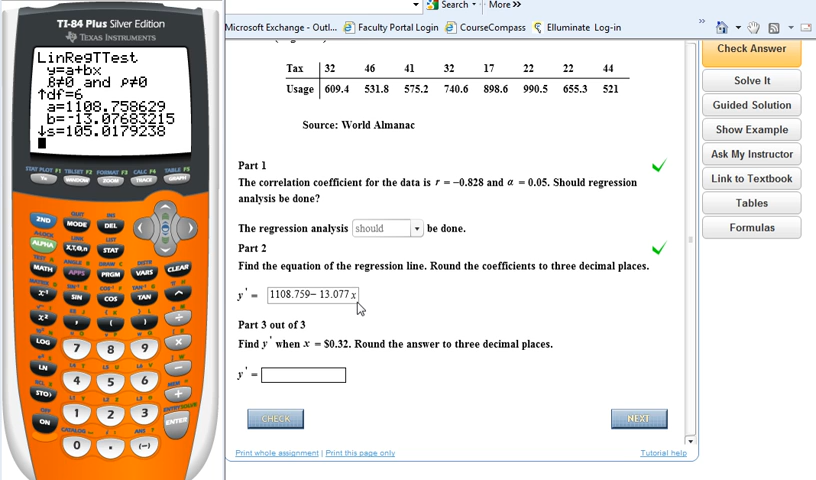 TI-84 Plus Silver Edition
TEXAS INSTRUMENTS
LinRegTTest
y=a+bx
β≠0 and ρ≠0
↑df=6
a=1108.758629
b=-13.07683215
↓s=105.0179238
STAT PLOT F1 TBLSET F2 FORMAT F3 CALC F4 TABLE F5
Y= WINDOW ZOOM TRACE GRAPH
2ND MODE DEL
ALPHA X,T,θ,n STAT
MATH APPS PRGM VARS CLEAR
x⁻¹ SIN COS TAN ^
x² , ( ) ÷
LOG 7 8 9 ×
LN 4 5 6 −
STO› 1 2 3 +
ON 0 . (−) ENTER
Search More »
Microsoft Exchange - Outl... Faculty Portal Login CourseCompass Elluminate Log-in »
Tax 32 46 41 32 17 22 22 44
Usage 609.4 531.8 575.2 740.6 898.6 990.5 655.3 521
Source: World Almanac
Part 1
The correlation coefficient for the data is r = −0.828 and α = 0.05. Should regression
analysis be done?
The regression analysis should be done.
Part 2
Find the equation of the regression line. Round the coefficients to three decimal places.
y' = 1108.759− 13.077x
Part 3 out of 3
Find y' when x = $0.32. Round the answer to three decimal places.
y' =
CHECK NEXT
Print whole assignment | Print this page only Tutorial help
Check Answer
Solve It
Guided Solution
Show Example
Ask My Instructor
Link to Textbook
Tables
Formulas